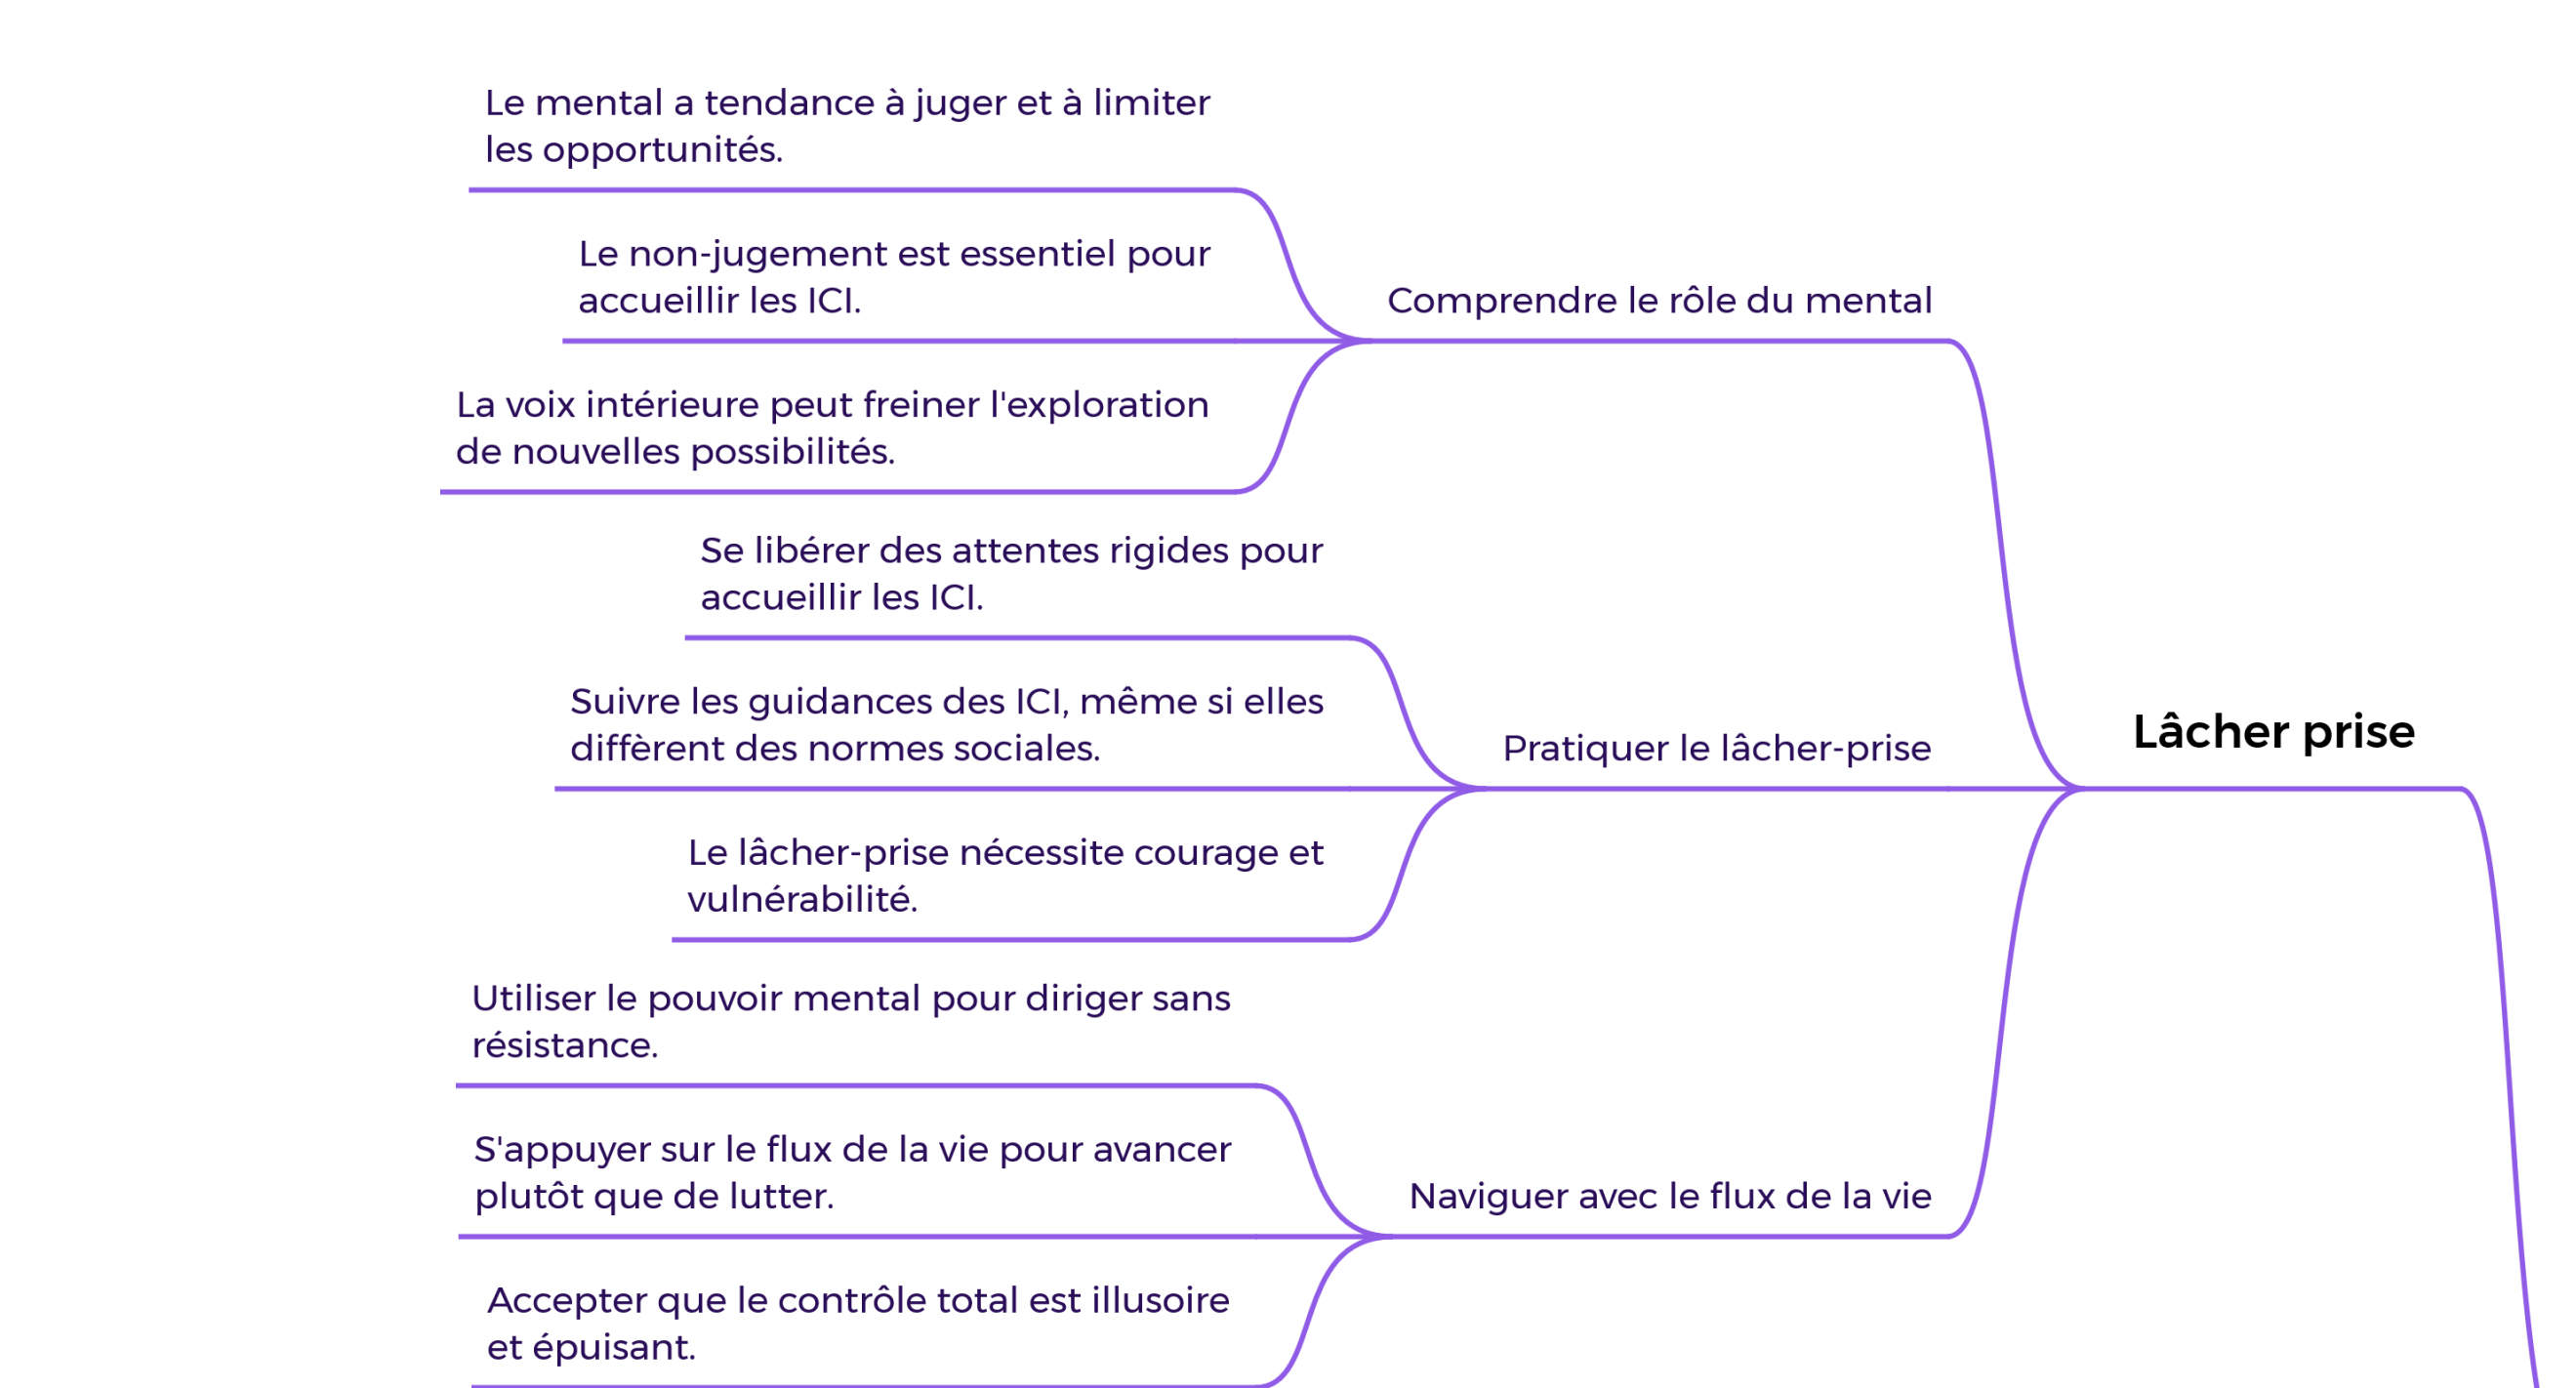 Le mental a tendance à juger et à limiter
les opportunités.
Le non-jugement est essentiel pour
accueillir les ICI.
Comprendre le rôle du mental
La voix intérieure peut freiner l'exploration
de nouvelles possibilités.
Se libérer des attentes rigides pour
accueillir les ICI.
Suivre les guidances des ICI, même si elles
diffèrent des normes sociales.
Pratiquer le lâcher-prise
Lâcher prise
Le lâcher-prise nécessite courage et
vulnérabilité.
Utiliser le pouvoir mental pour diriger sans
résistance.
S'appuyer sur le flux de la vie pour avancer
plutôt que de lutter.
Naviguer avec le flux de la vie
Accepter que le contrôle total est illusoire
et épuisant.